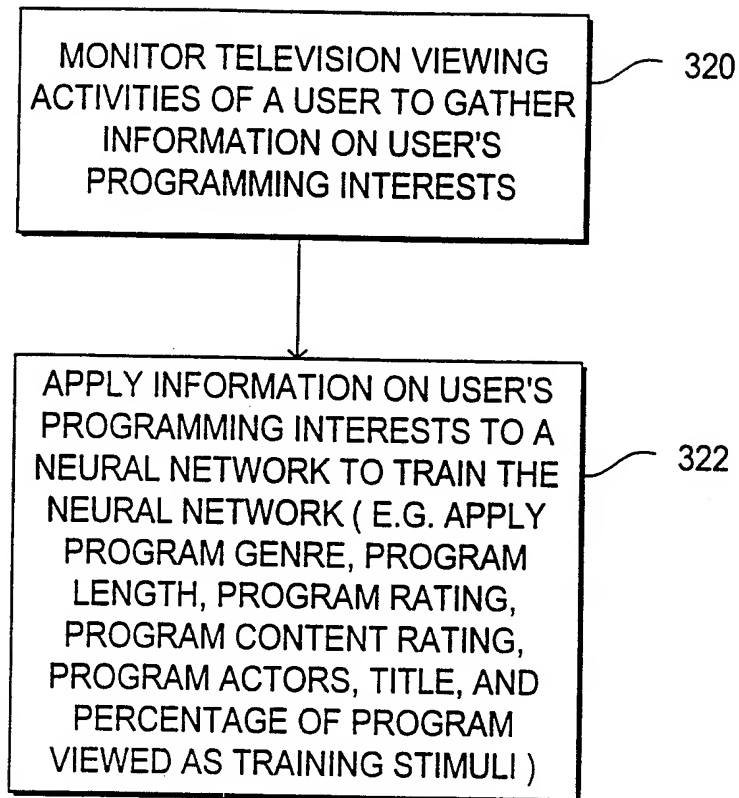 MONITOR TELEVISION VIEWING
ACTIVITIES OF A USER TO GATHER
INFORMATION ON USER'S
PROGRAMMING INTERESTS
320
APPLY INFORMATION ON USER'S
PROGRAMMING INTERESTS TO A
NEURAL NETWORK TO TRAIN THE
NEURAL NETWORK ( E.G. APPLY
PROGRAM GENRE, PROGRAM
LENGTH, PROGRAM RATING,
PROGRAM CONTENT RATING,
PROGRAM ACTORS, TITLE, AND
PERCENTAGE OF PROGRAM
VIEWED AS TRAINING STIMULI )
322